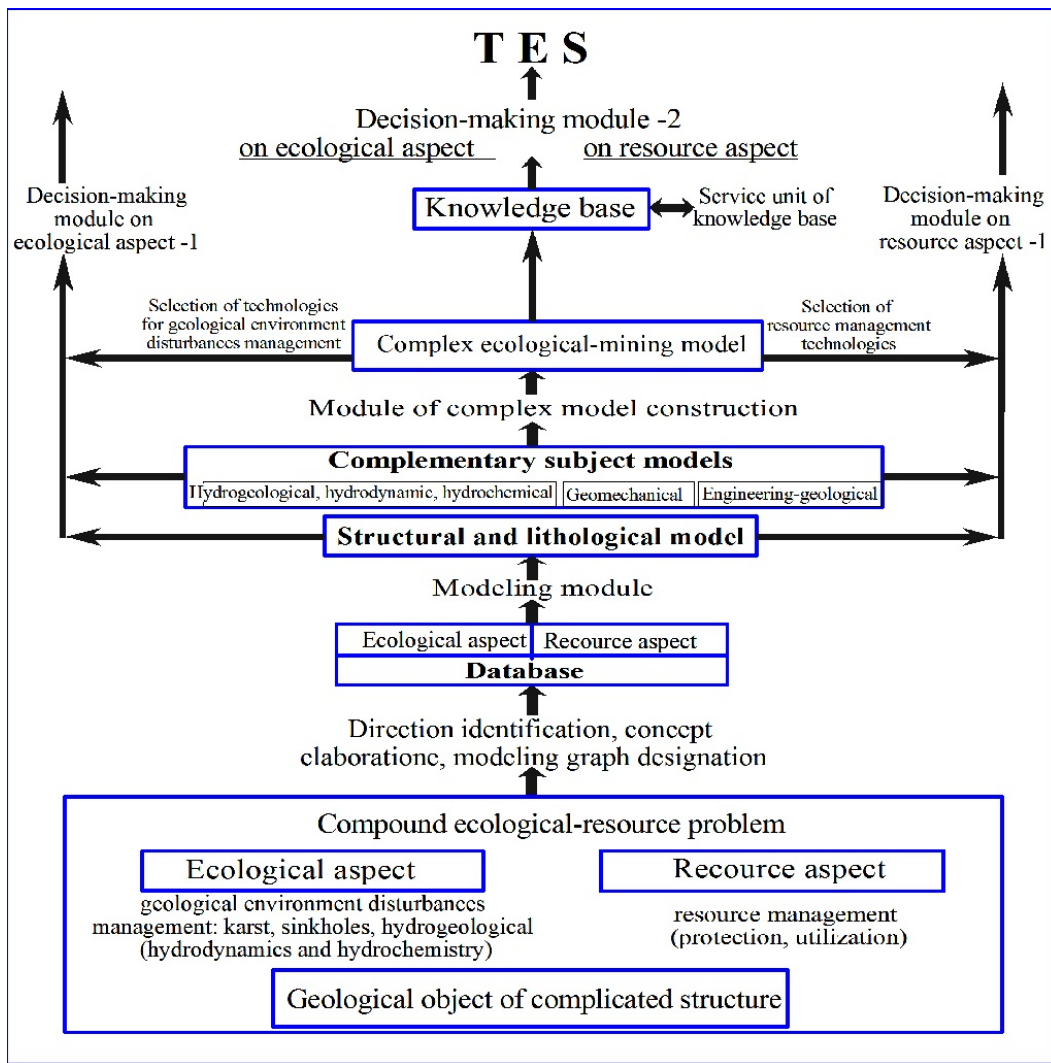 T E S
Decision-making module -2
on ecological aspect
on resource aspect
Decision-making
module on
ecological aspect -1
Knowledge base
Service unit of
knowledge base
Decision-making
module on
resource aspect -1
Selection of technologies
for geological environment
disturbances management
Complex ecological-mining model
Selection of
resource management
technologies
Module of complex model construction
Complementary subject models
Hydrogeological, hydrodynamic, hydrochemical
Geomechanical
Engineering-geological
Structural and lithological model
Modeling module
Ecological aspect
Recource aspect
Database
Direction identification, concept
elaboratione, modeling graph designation
Compound ecological-resource problem
Ecological aspect
Recource aspect
geological environment disturbances
management: karst, sinkholes, hydrogeological
(hydrodynamics and hydrochemistry)
resource management
(protection, utilization)
Geological object of complicated structure